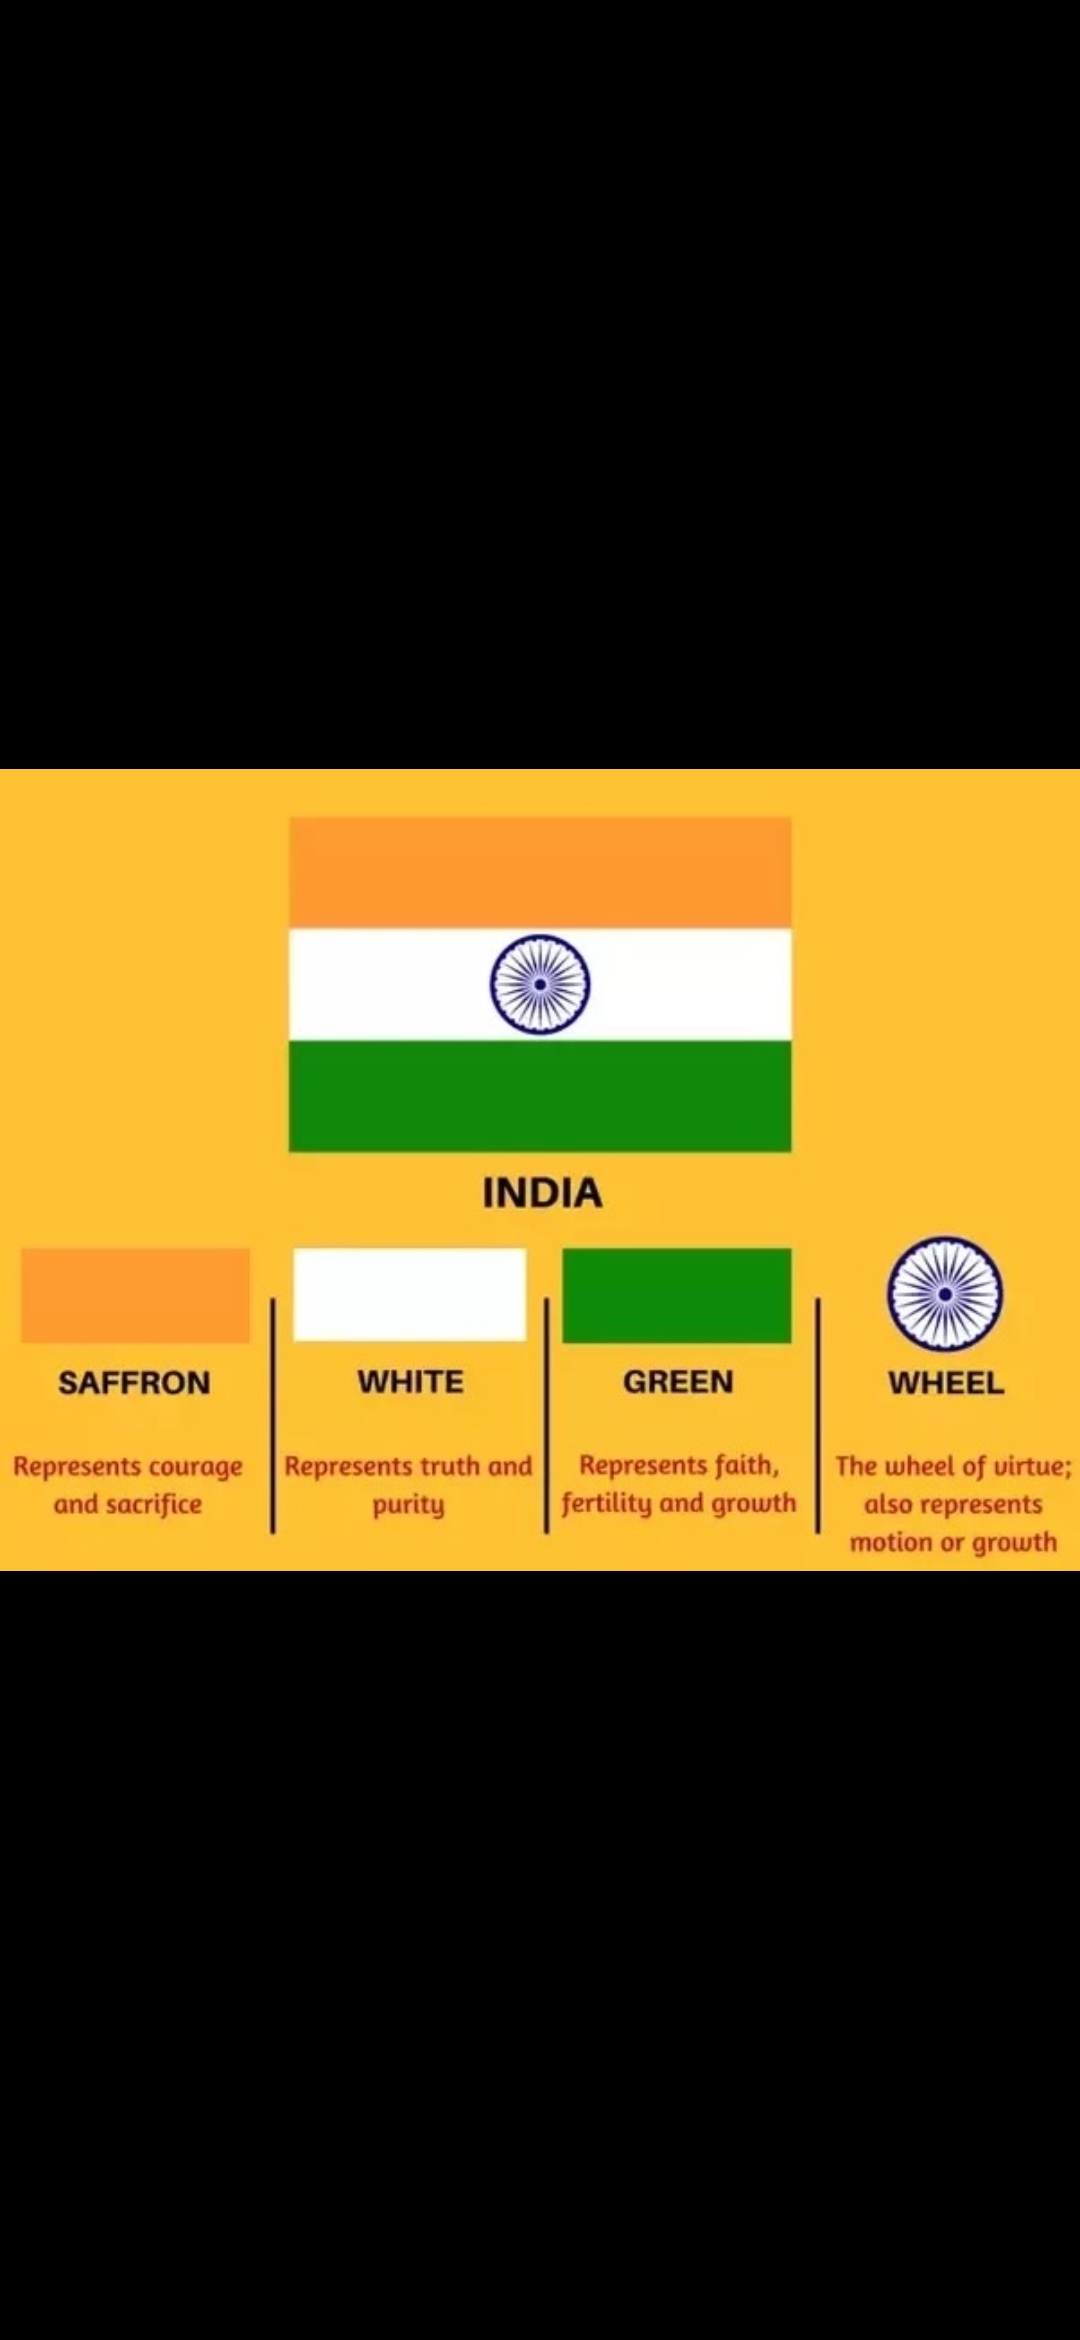 INDIA
SAFFRON
Represents courage
and sacrifice
WHITE
Represents truth and
purity
GREEN
Represents faith,
fertility and growth
WHEEL
The wheel of virtue;
also represents
motion or growth